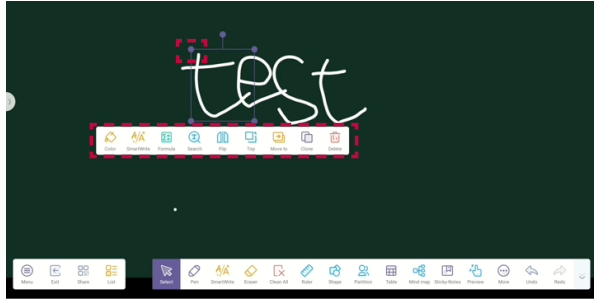 test
Color SmartWrite Formula Search Flip Top Move to Clone Delete
Menu Exit Share List Select Pen SmartWrite Eraser Clean All Ruler Shape Partition Table Mind map Sticky-Notes Preview More Undo Redo